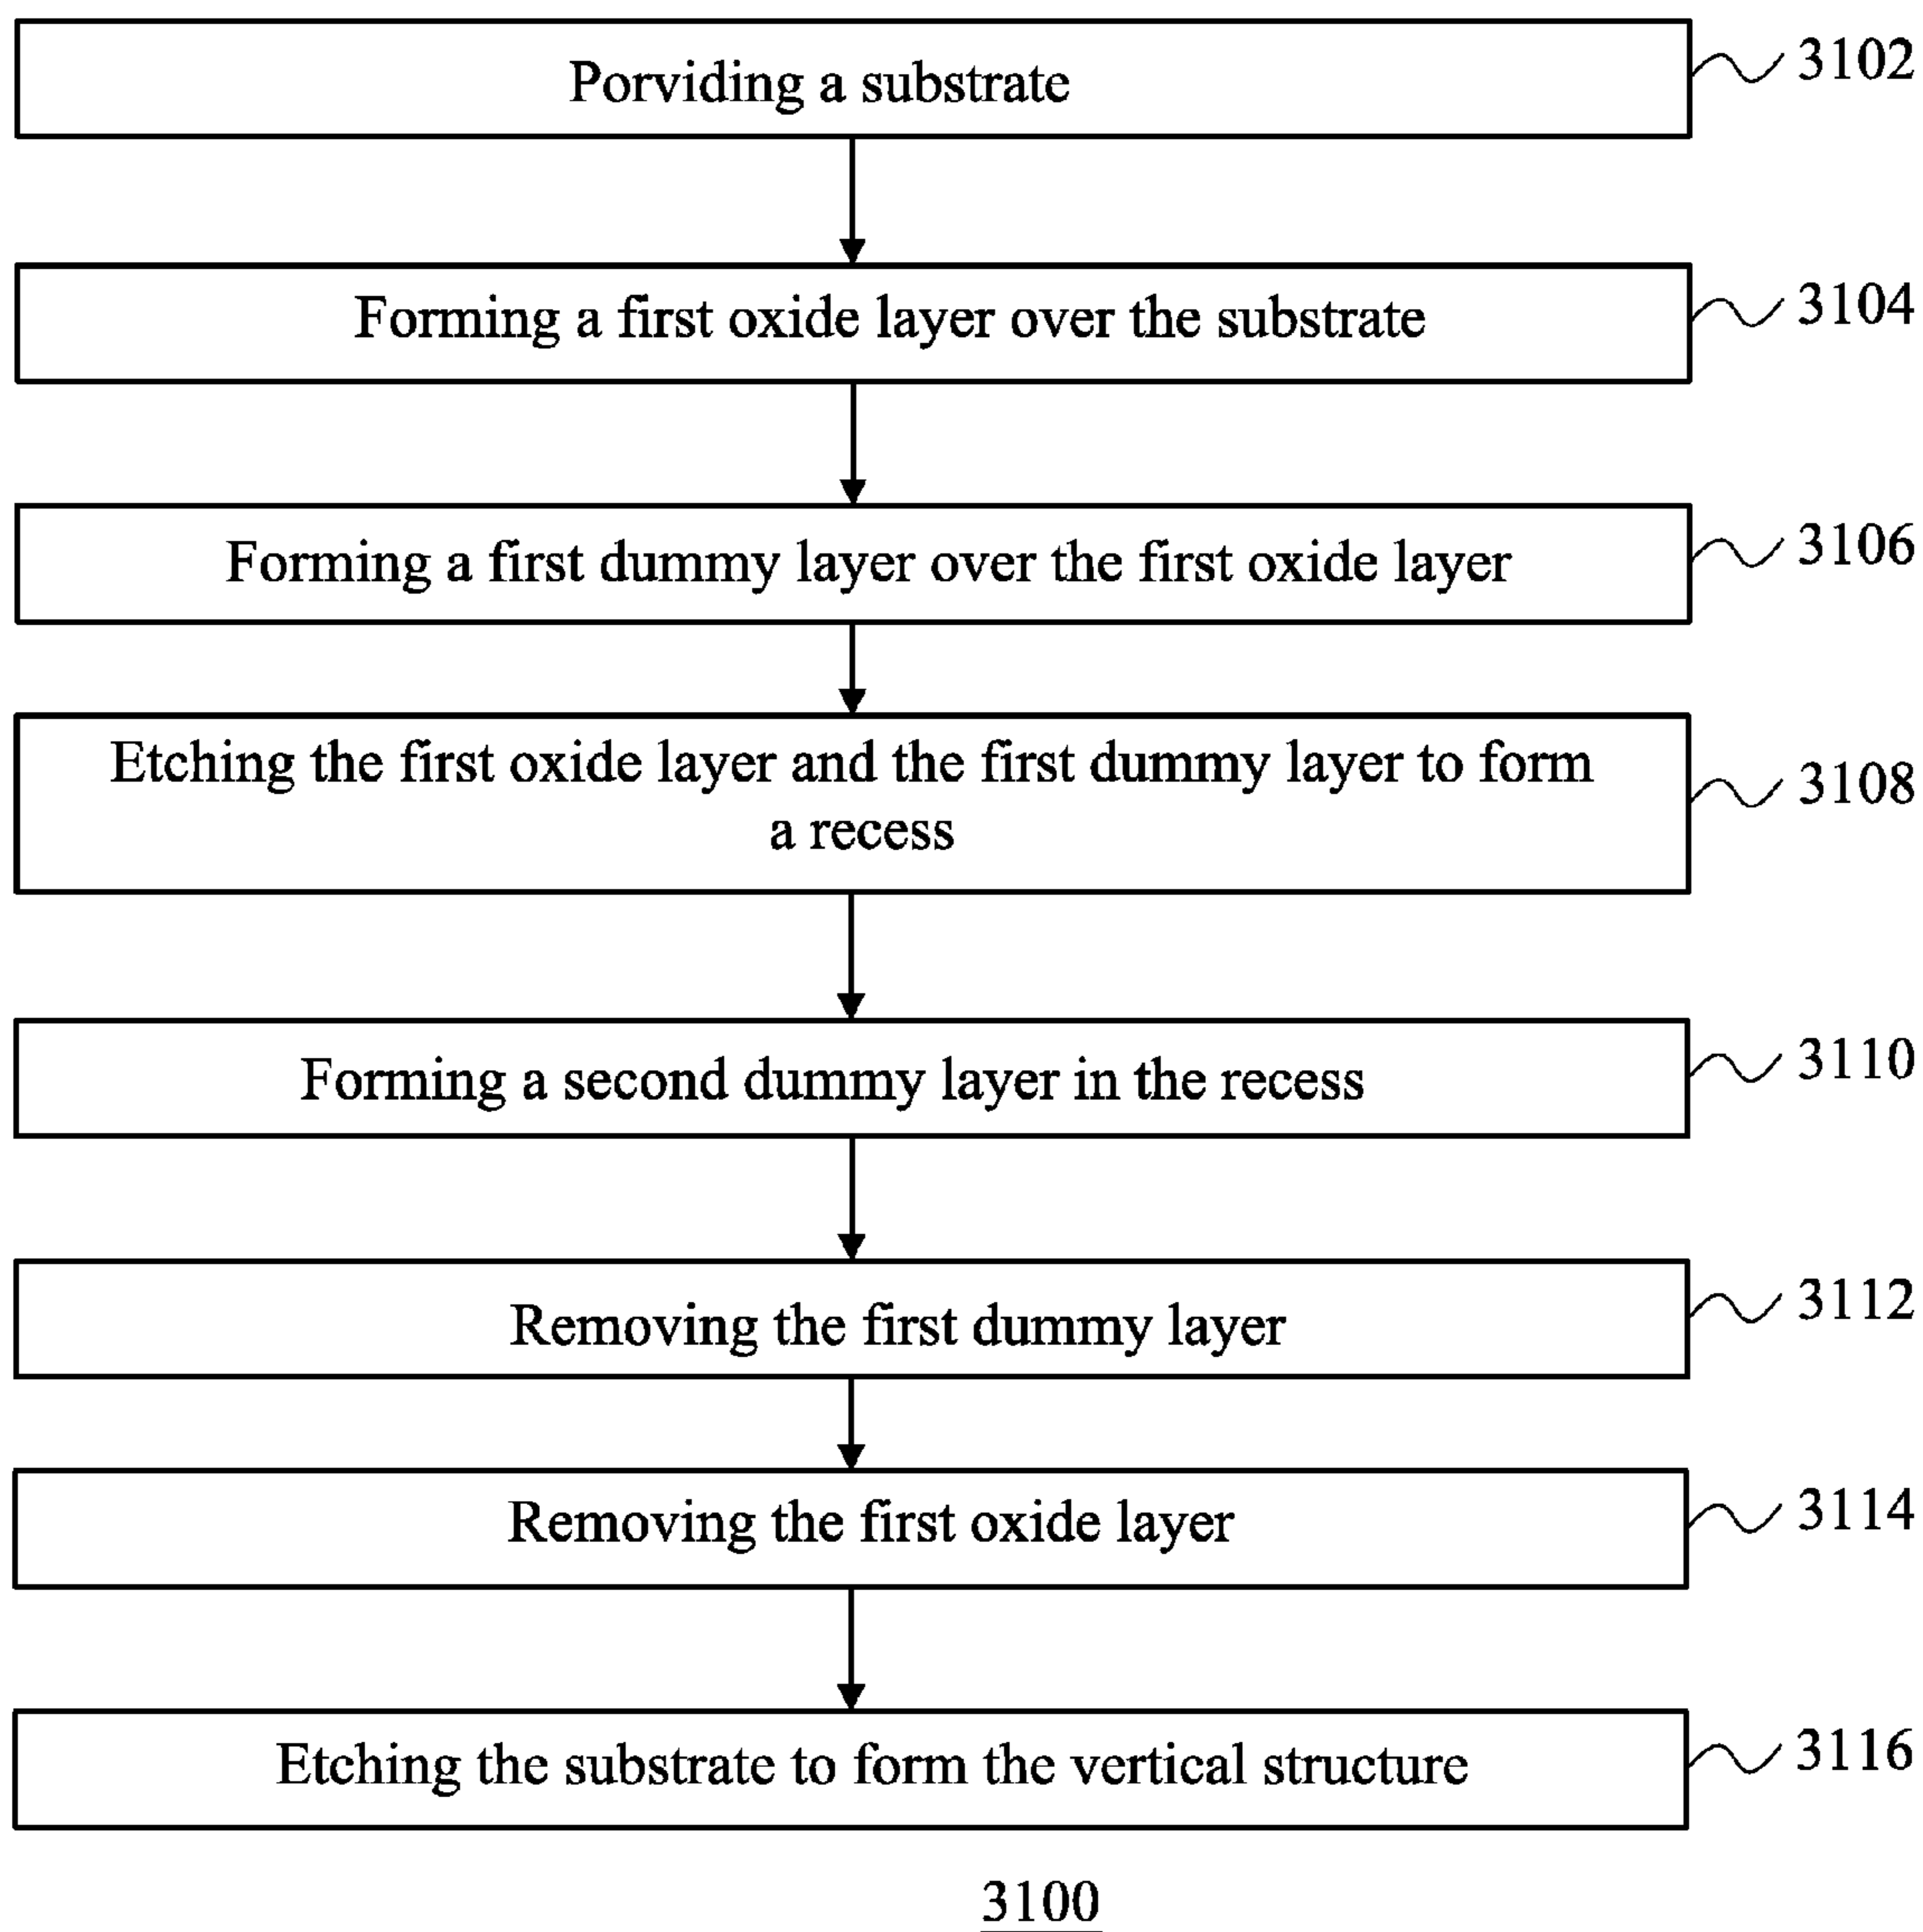 Porviding a substrate
3102
Forming a first oxide layer over the substrate
3104
Forming a first dummy layer over the first oxide layer
3106
Etching the first oxide layer and the first dummy layer to form
a recess
3108
Forming a second dummy layer in the recess
3110
Removing the first dummy layer
3112
Removing the first oxide layer
3114
Etching the substrate to form the vertical structure
3116
3100